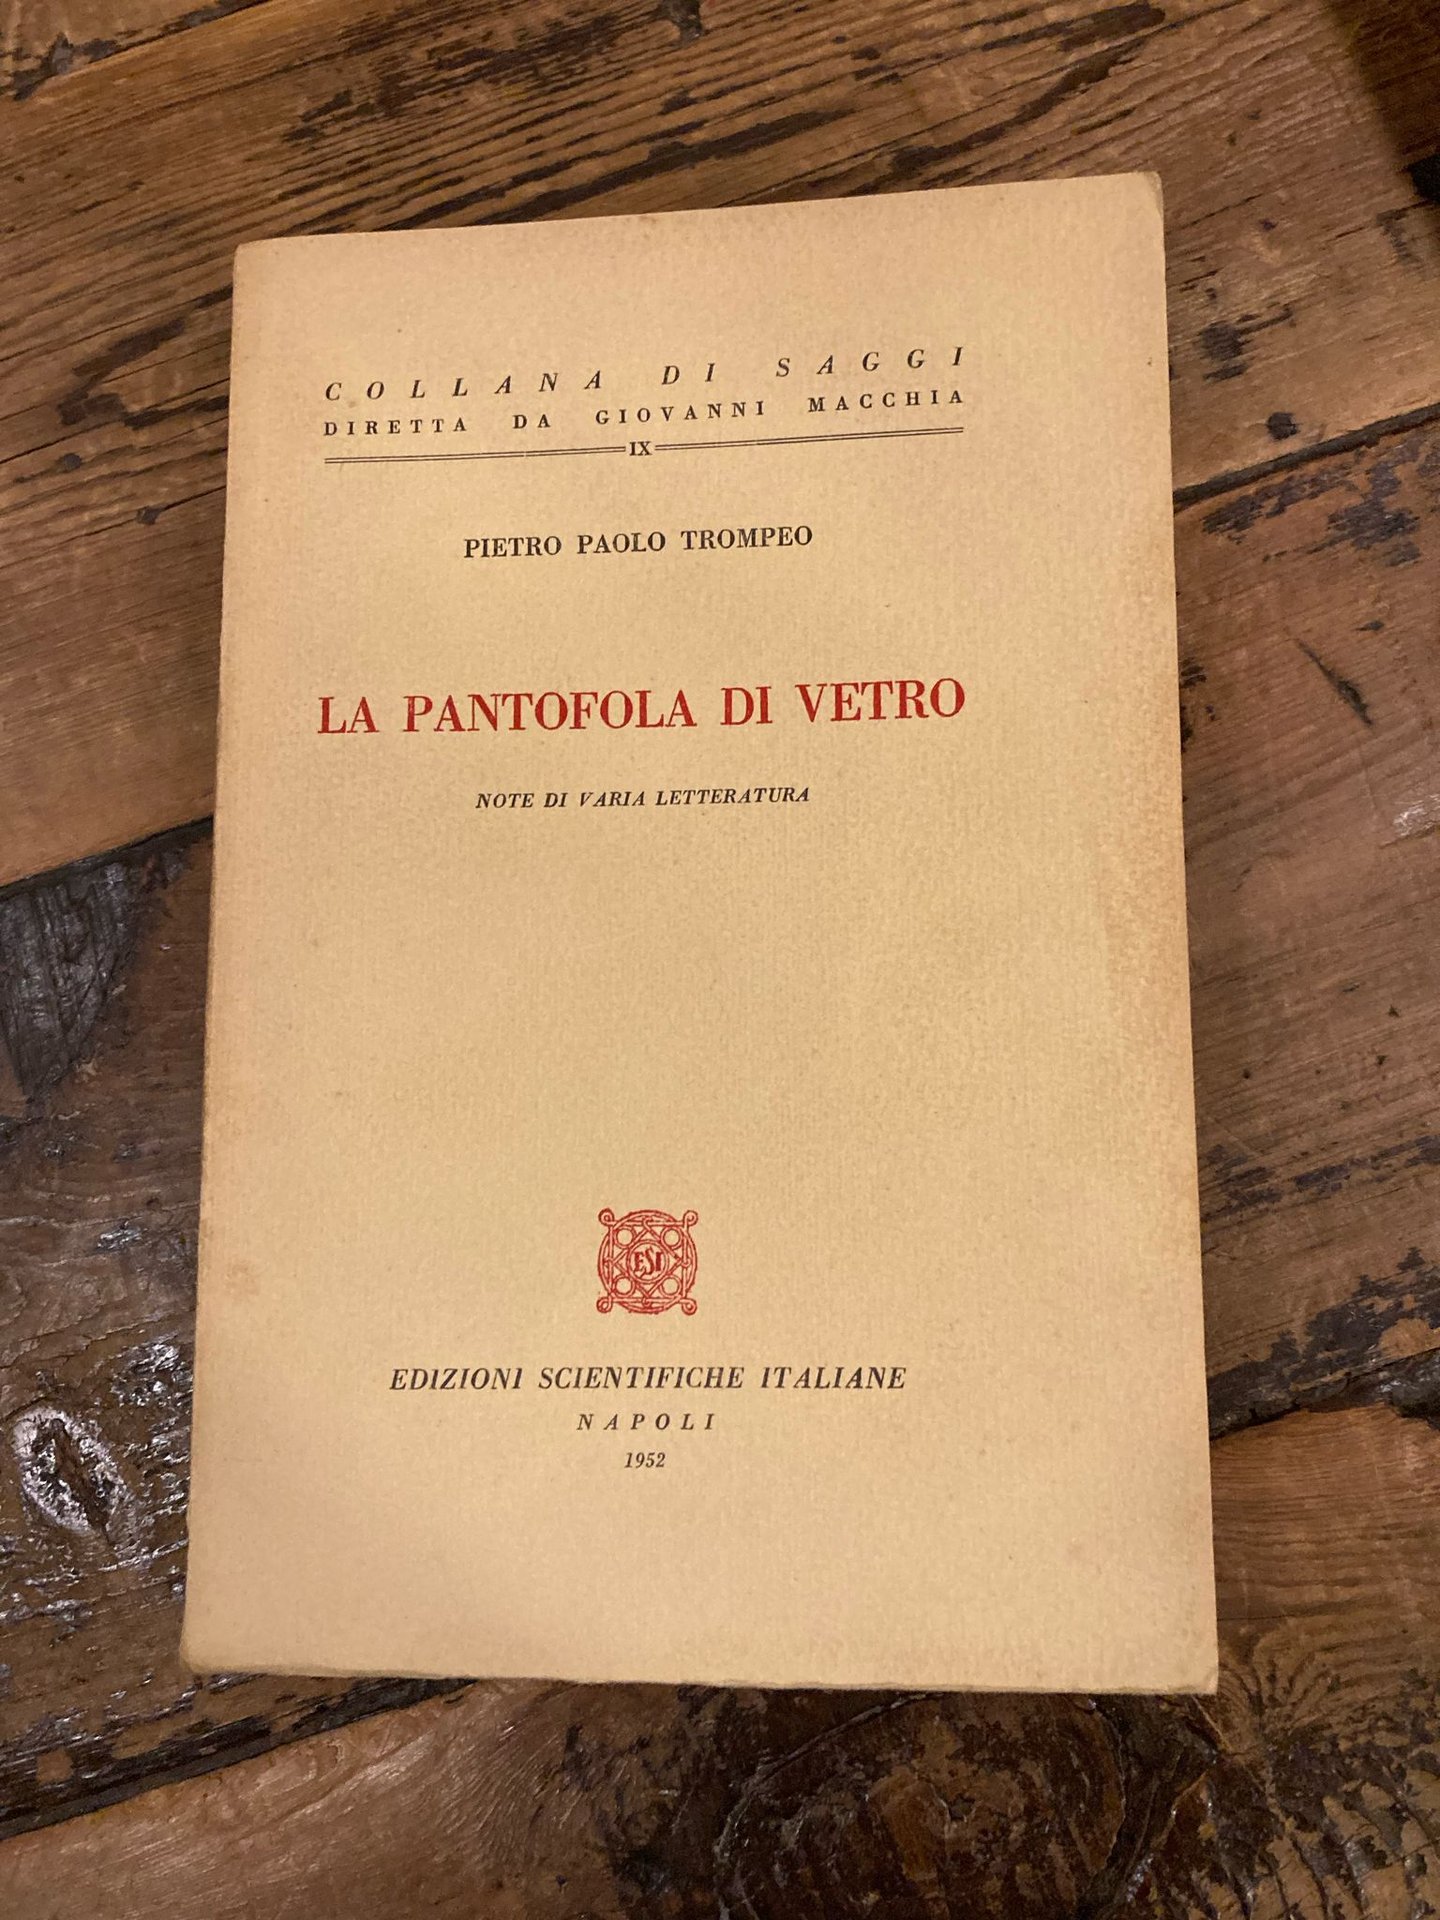 COLLANA DI SAGGI
DIRETTA DA GIOVANNI MACCHIA
IX
PIETRO PAOLO TROMPEO
LA PANTOFOLA DI VETRO
NOTE DI VARIA LETTERATURA
ESI
EDIZIONI SCIENTIFICHE ITALIANE
NAPOLI
1952